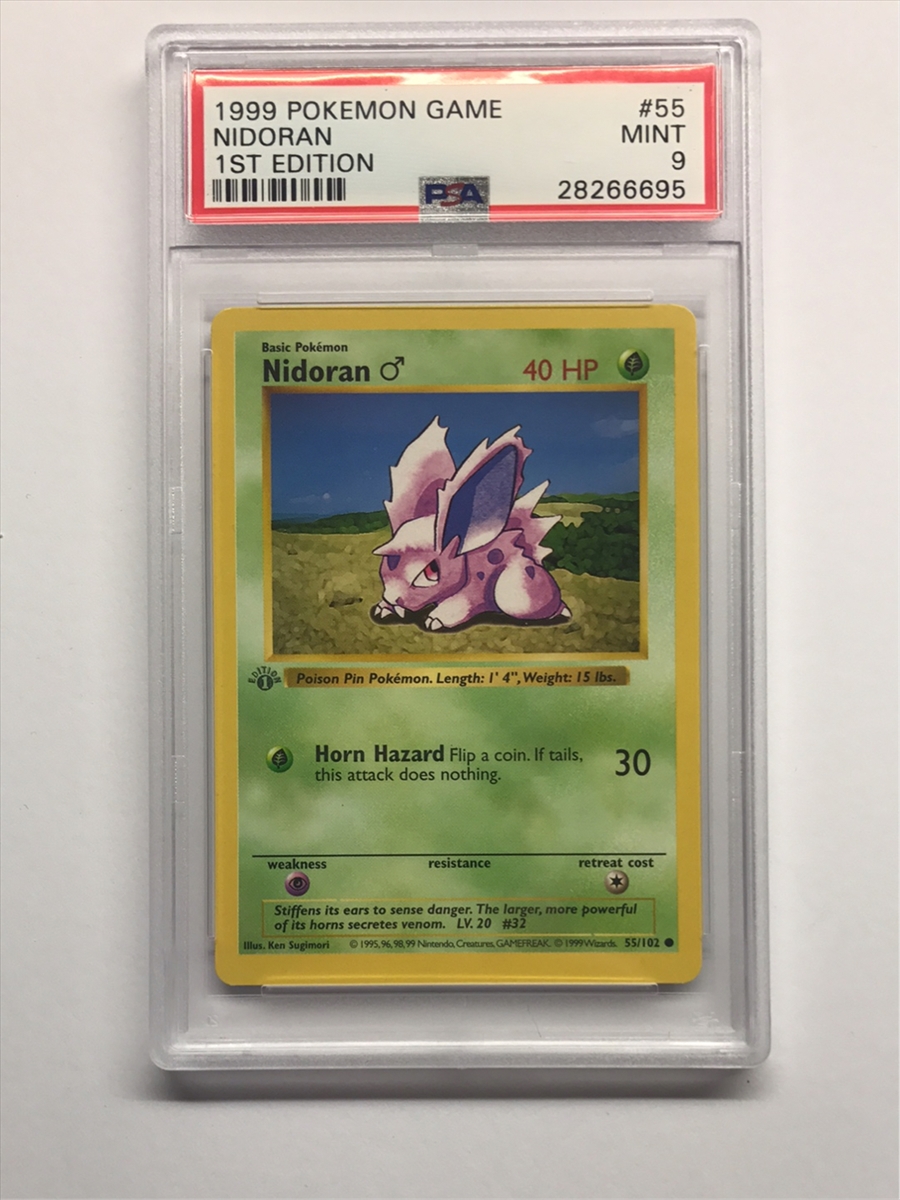 1999 POKEMON GAME #55
NIDORAN MINT
1ST EDITION 9
PSA 28266695
Basic Pokémon
Nidoran ♂ 40 HP
EDITION 1
Poison Pin Pokémon. Length: 1' 4", Weight: 15 lbs.
Horn Hazard Flip a coin. If tails,
this attack does nothing. 30
weakness resistance retreat cost
Stiffens its ears to sense danger. The larger, more powerful
of its horns secretes venom. LV. 20 #32
Illus. Ken Sugimori ©1995, 96, 98, 99 Nintendo, Creatures, GAMEFREAK. ©1999 Wizards. 55/102 ●